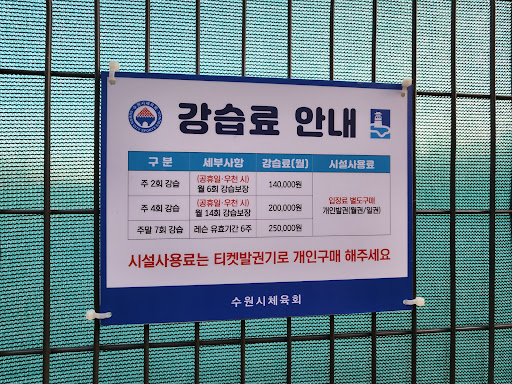 강습료 안내
구 분 세부사항 강습료(월) 시설사용료
주 2회 강습 (공휴일·우천 시) 월 6회 강습보장 140,000원
주 4회 강습 (공휴일·우천 시) 월 14회 강습보장 200,000원
입장료 별도구매
개인발권(월권/일권)
주말 7회 강습 레슨 유효기간 6주 250,000원
시설사용료는 티켓발권기로 개인구매 해주세요
수원시체육회